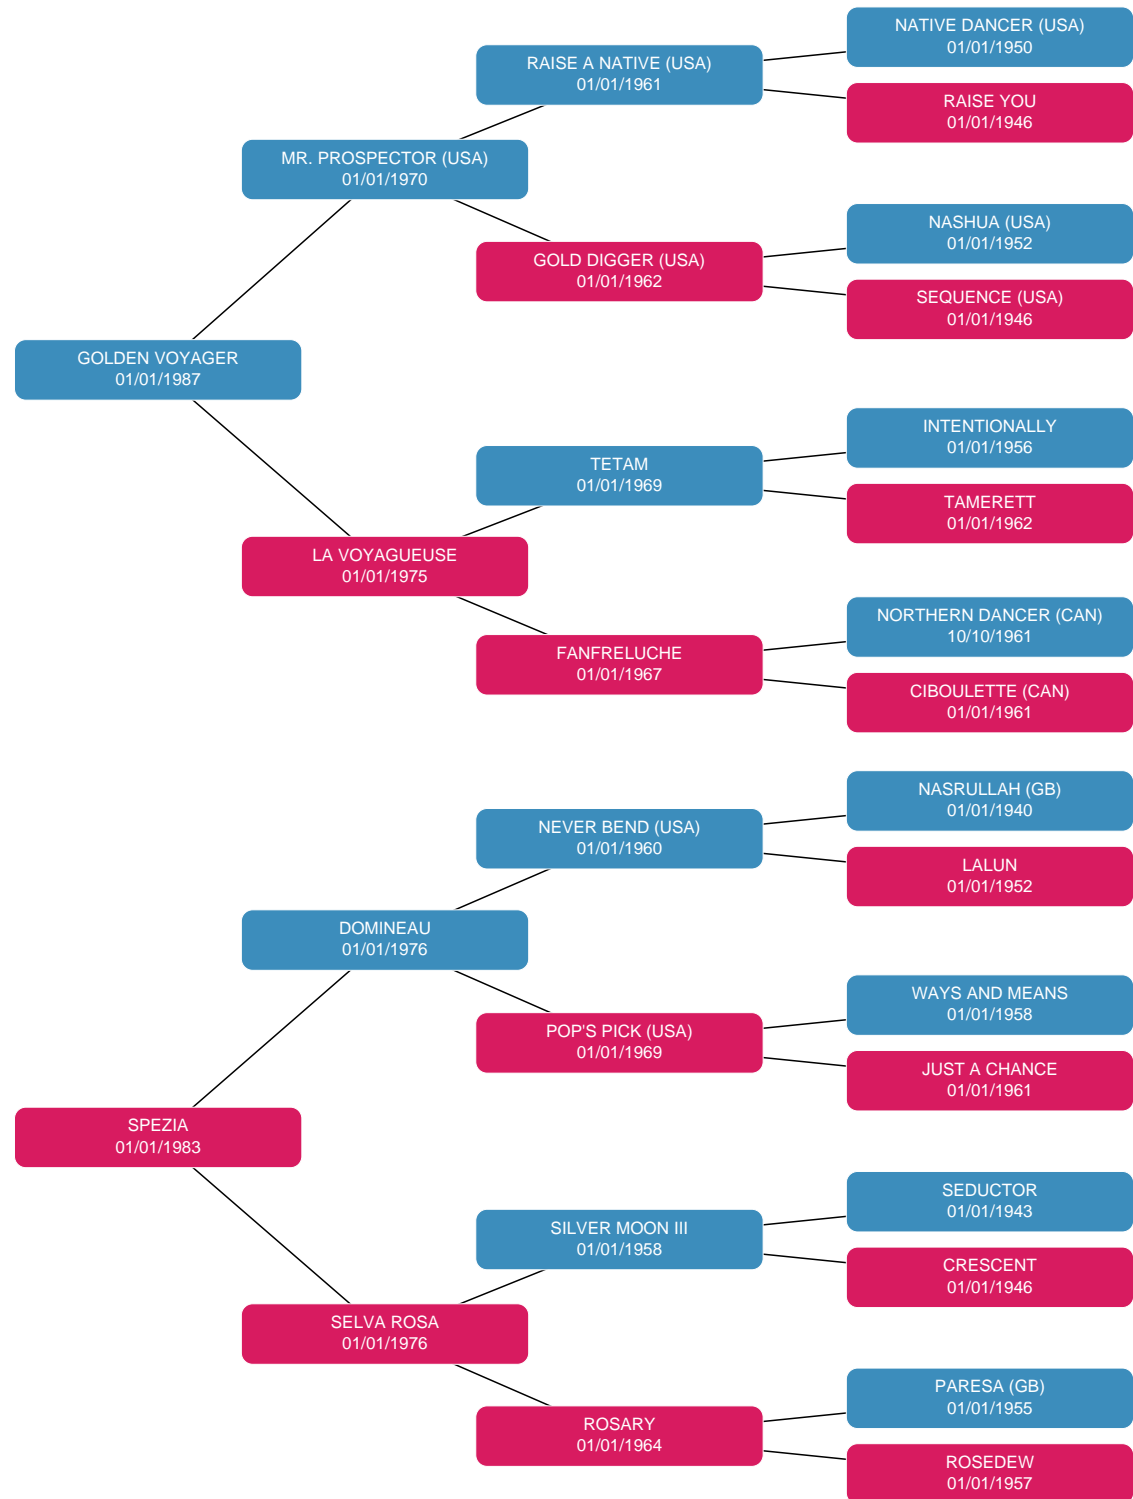 NATIVE DANCER (USA)
01/01/1950
RAISE A NATIVE (USA)
01/01/1961
RAISE YOU
01/01/1946
MR. PROSPECTOR (USA)
01/01/1970
NASHUA (USA)
01/01/1952
GOLD DIGGER (USA)
01/01/1962
SEQUENCE (USA)
01/01/1946
GOLDEN VOYAGER
01/01/1987
INTENTIONALLY
01/01/1956
TETAM
01/01/1969
TAMERETT
01/01/1962
LA VOYAGUEUSE
01/01/1975
NORTHERN DANCER (CAN)
10/10/1961
FANFRELUCHE
01/01/1967
CIBOULETTE (CAN)
01/01/1961
NASRULLAH (GB)
01/01/1940
NEVER BEND (USA)
01/01/1960
LALUN
01/01/1952
DOMINEAU
01/01/1976
WAYS AND MEANS
01/01/1958
POP'S PICK (USA)
01/01/1969
JUST A CHANCE
01/01/1961
SPEZIA
01/01/1983
SEDUCTOR
01/01/1943
SILVER MOON III
01/01/1958
CRESCENT
01/01/1946
SELVA ROSA
01/01/1976
PARESA (GB)
01/01/1955
ROSARY
01/01/1964
ROSEDEW
01/01/1957